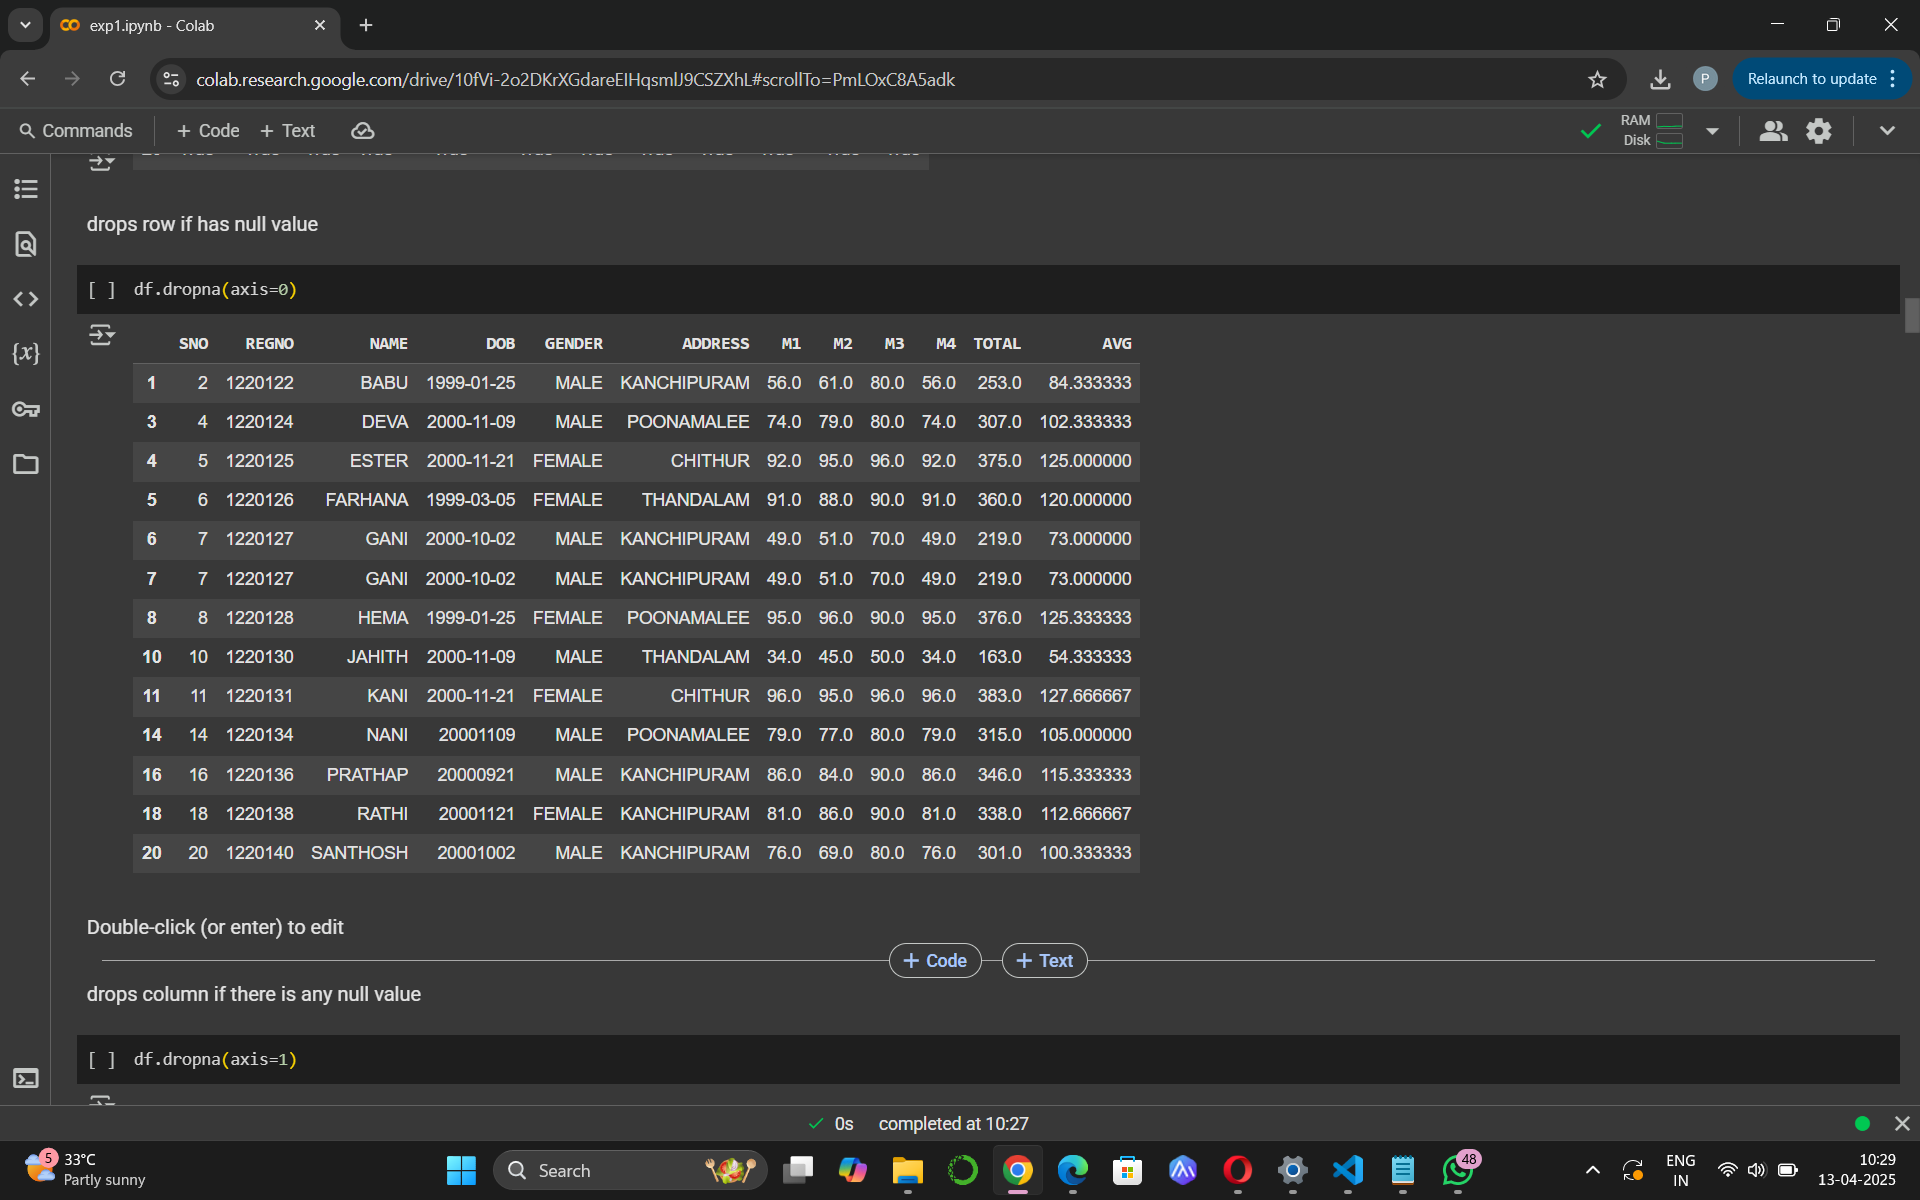 exp1.ipynb - Colab
colab.research.google.com/drive/10fVi-2o2DKrXGdareEIHqsmlJ9CSZXhL#scrollTo=PmLOxC8A5adk
P
Relaunch to update
Commands
+ Code + Text
RAM
Disk
drops row if has null value
[ ] df.dropna(axis=0)
SNO REGNO NAME DOB GENDER ADDRESS M1 M2 M3 M4 TOTAL AVG
1 2 1220122 BABU 1999-01-25 MALE KANCHIPURAM 56.0 61.0 80.0 56.0 253.0 84.333333
3 4 1220124 DEVA 2000-11-09 MALE POONAMALEE 74.0 79.0 80.0 74.0 307.0 102.333333
4 5 1220125 ESTER 2000-11-21 FEMALE CHITHUR 92.0 95.0 96.0 92.0 375.0 125.000000
5 6 1220126 FARHANA 1999-03-05 FEMALE THANDALAM 91.0 88.0 90.0 91.0 360.0 120.000000
6 7 1220127 GANI 2000-10-02 MALE KANCHIPURAM 49.0 51.0 70.0 49.0 219.0 73.000000
7 7 1220127 GANI 2000-10-02 MALE KANCHIPURAM 49.0 51.0 70.0 49.0 219.0 73.000000
8 8 1220128 HEMA 1999-01-25 FEMALE POONAMALEE 95.0 96.0 90.0 95.0 376.0 125.333333
10 10 1220130 JAHITH 2000-11-09 MALE THANDALAM 34.0 45.0 50.0 34.0 163.0 54.333333
11 11 1220131 KANI 2000-11-21 FEMALE CHITHUR 96.0 95.0 96.0 96.0 383.0 127.666667
14 14 1220134 NANI 20001109 MALE POONAMALEE 79.0 77.0 80.0 79.0 315.0 105.000000
16 16 1220136 PRATHAP 20000921 MALE KANCHIPURAM 86.0 84.0 90.0 86.0 346.0 115.333333
18 18 1220138 RATHI 20001121 FEMALE KANCHIPURAM 81.0 86.0 90.0 81.0 338.0 112.666667
20 20 1220140 SANTHOSH 20001002 MALE KANCHIPURAM 76.0 69.0 80.0 76.0 301.0 100.333333
Double-click (or enter) to edit
+ Code + Text
drops column if there is any null value
[ ] df.dropna(axis=1)
0s completed at 10:27
5
33°C
Partly sunny
Search
48
ENG
IN
10:29
13-04-2025